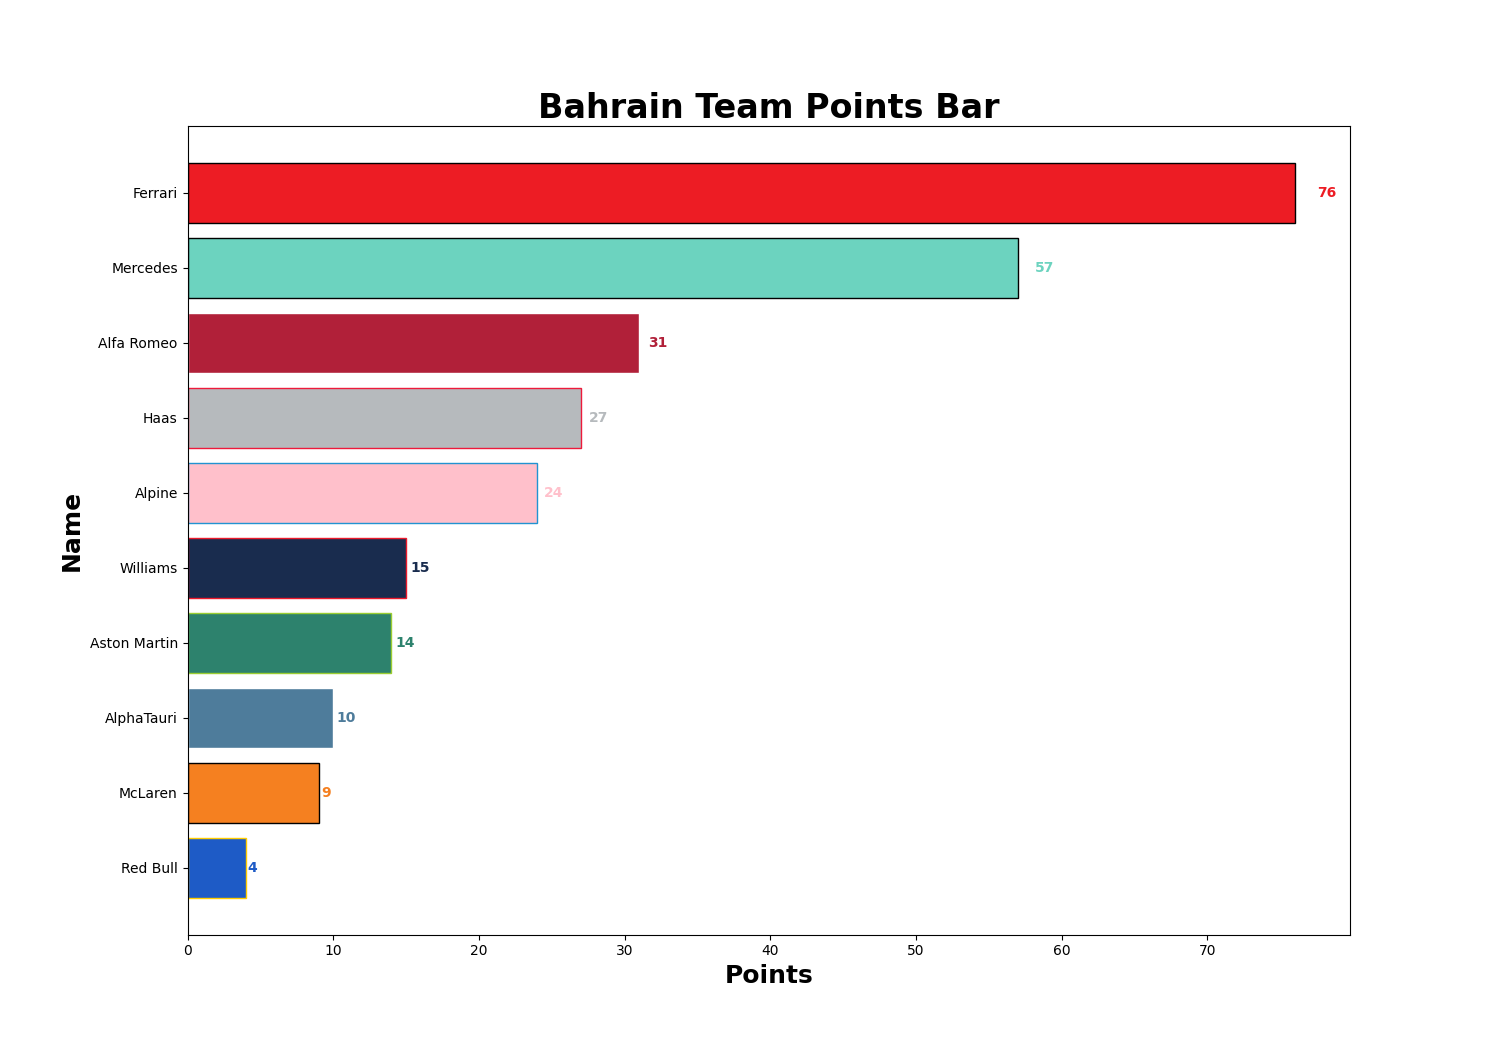 Bahrain Team Points Bar
Ferrari 76
Mercedes 57
Alfa Romeo 31
Haas 27
Alpine 24
Williams 15
Aston Martin 14
AlphaTauri 10
McLaren 9
Red Bull 4
Name
0 10 20 30 40 50 60 70
Points